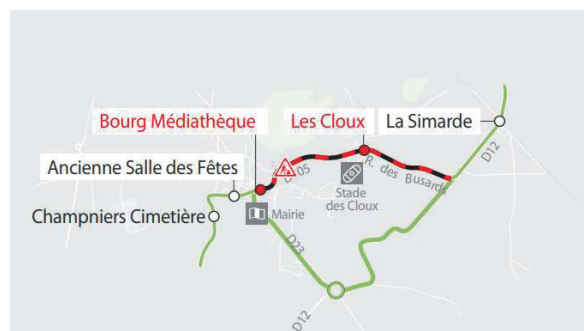 Bourg Médiathèque
Les Cloux
La Simarde
D12
Ancienne Salle des Fêtes
R. des Busards
Stade
des Cloux
Champniers Cimetière
Mairie
D23
D12